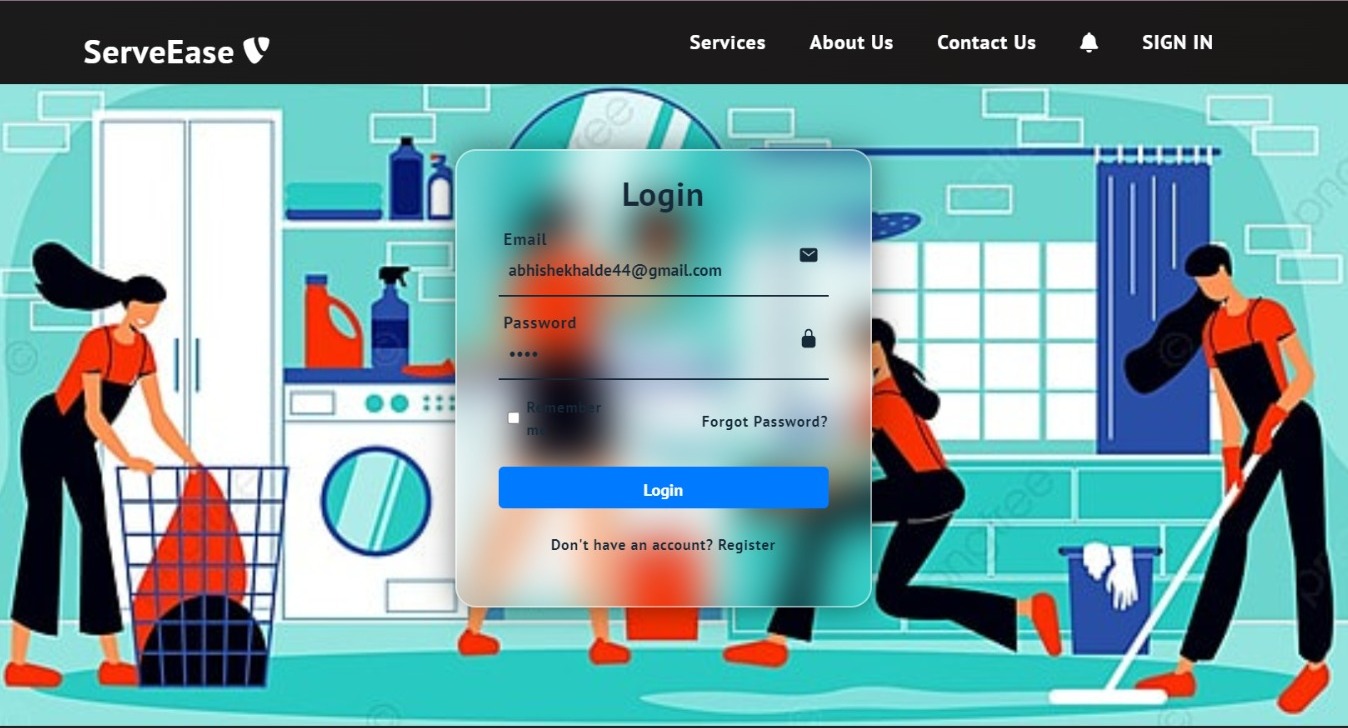 ServeEase
Services
About Us
Contact Us
SIGN IN
Login
Email
abhishekhalde44@gmail.com
Password
••••
Remember
me
Forgot Password?
Login
Don't have an account? Register